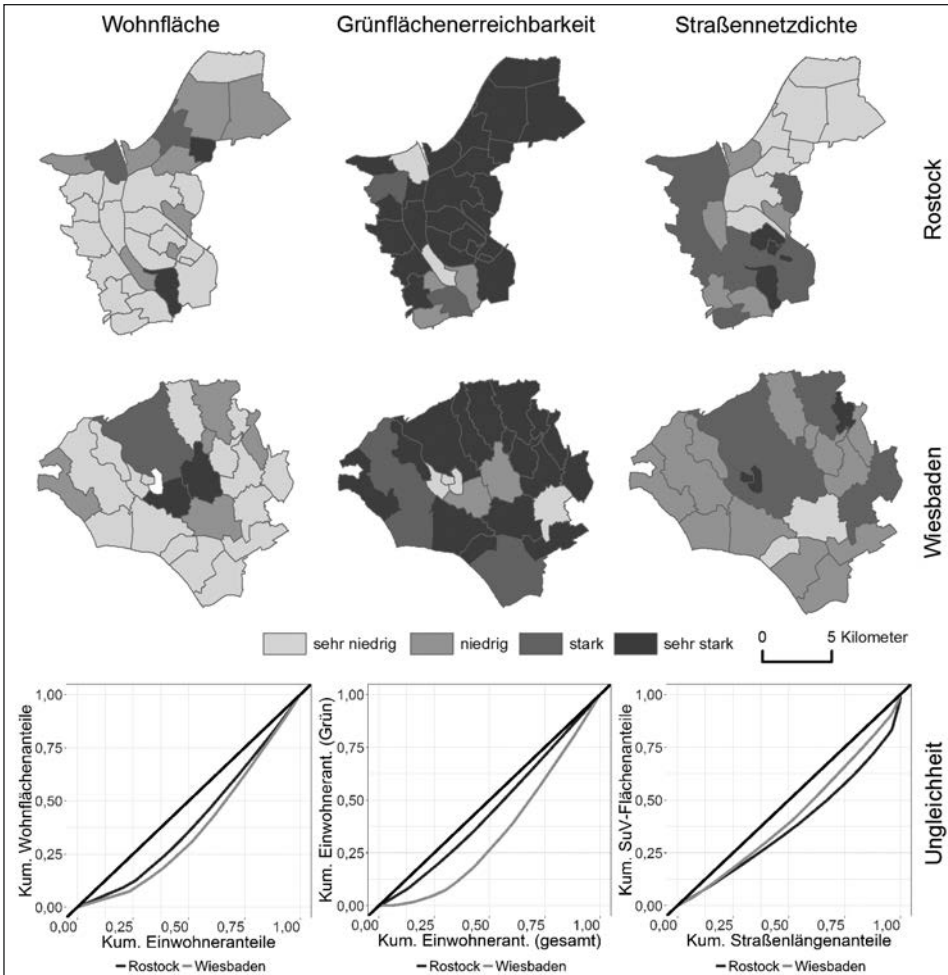 Wohnfläche
Grünflächenerreichbarkeit
Straßennetzdichte
Rostock
Wiesbaden
sehr niedrig
niedrig
stark
sehr stark
0
5 Kilometer
Ungleichheit
Kum. Wohnflächenanteile
1,00
0,75
0,50
0,25
0,00
0,00 0,25 0,50 0,75 1,00
Kum. Einwohneranteile
Rostock Wiesbaden
Kum. Einwohnerant. (Grün)
1,00
0,75
0,50
0,25
0,00
0,00 0,25 0,50 0,75 1,00
Kum. Einwohnerant. (gesamt)
Rostock Wiesbaden
Kum. SuV-Flächenanteile
1,00
0,75
0,50
0,25
0,00
0,00 0,25 0,50 0,75 1,00
Kum. Straßenlängenanteile
Rostock Wiesbaden